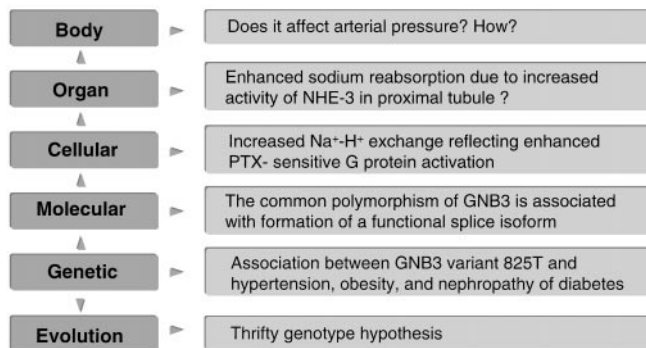 Body
Does it affect arterial pressure? How?
Organ
Enhanced sodium reabsorption due to increased
activity of NHE-3 in proximal tubule ?
Cellular
Increased Na⁺-H⁺ exchange reflecting enhanced
PTX- sensitive G protein activation
Molecular
The common polymorphism of GNB3 is associated
with formation of a functional splice isoform
Genetic
Association between GNB3 variant 825T and
hypertension, obesity, and nephropathy of diabetes
Evolution
Thrifty genotype hypothesis